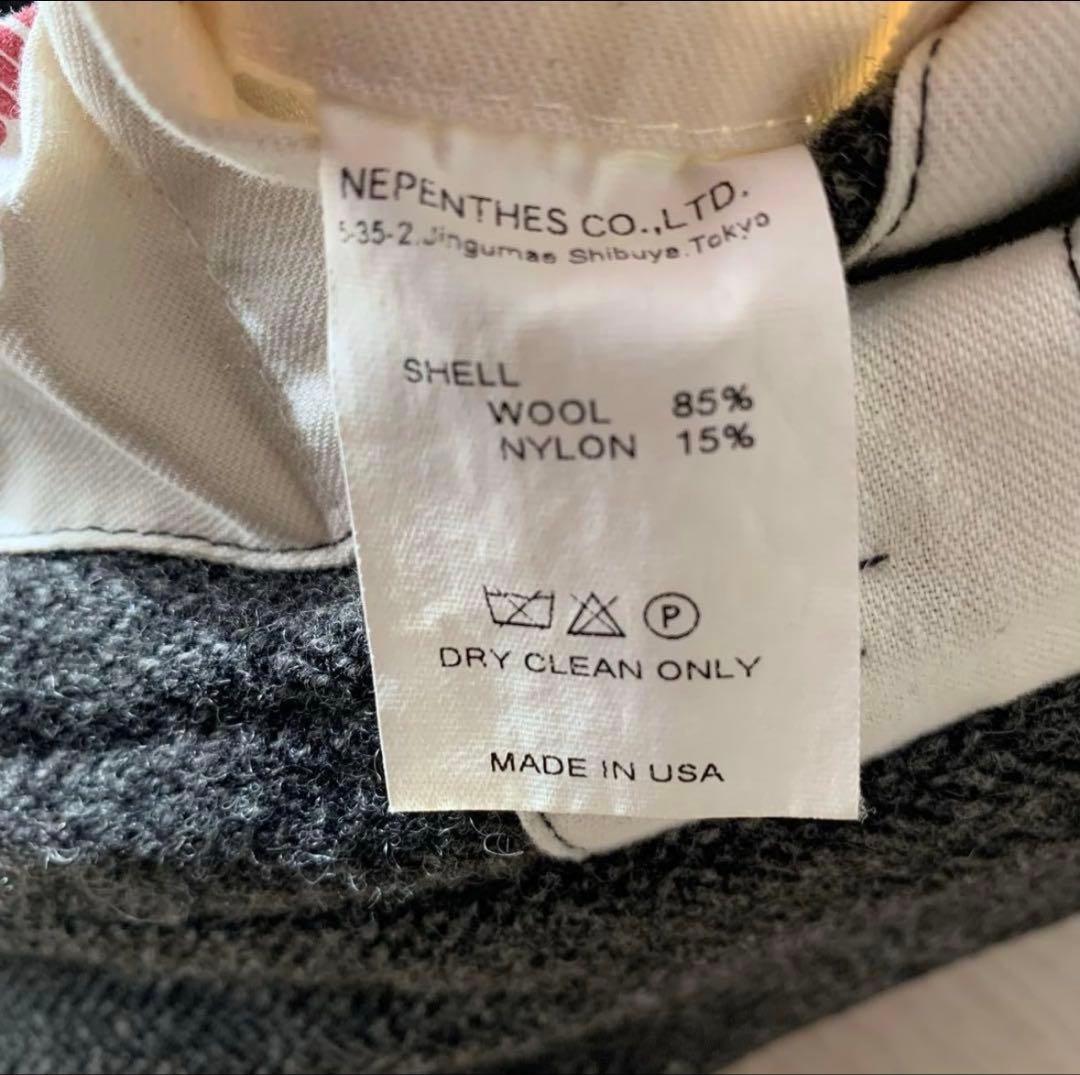 NEPENTHES CO.,LTD.
5-35-2.Jingumae Shibuya.Tokyo
SHELL
WOOL 85%
NYLON 15%
P
DRY CLEAN ONLY
MADE IN USA